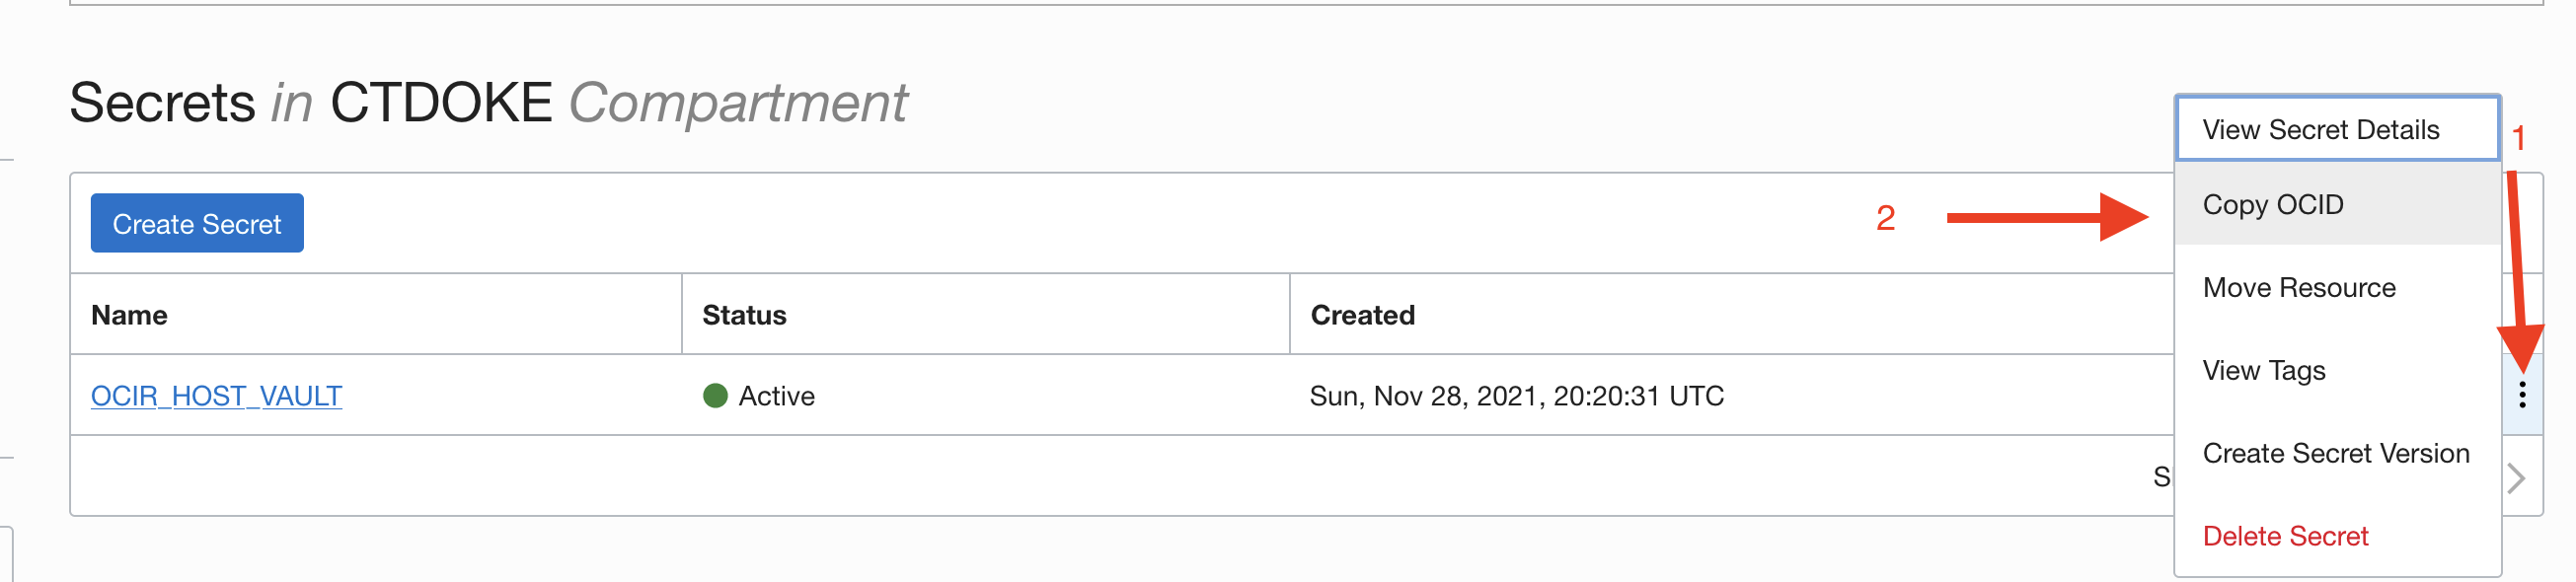 Secrets in CTDOKE Compartment
View Secret Details
1
Create Secret
2
Copy OCID
Name
Status
Created
Move Resource
OCIR_HOST_VAULT
Active
Sun, Nov 28, 2021, 20:20:31 UTC
View Tags
Create Secret Version
Delete Secret